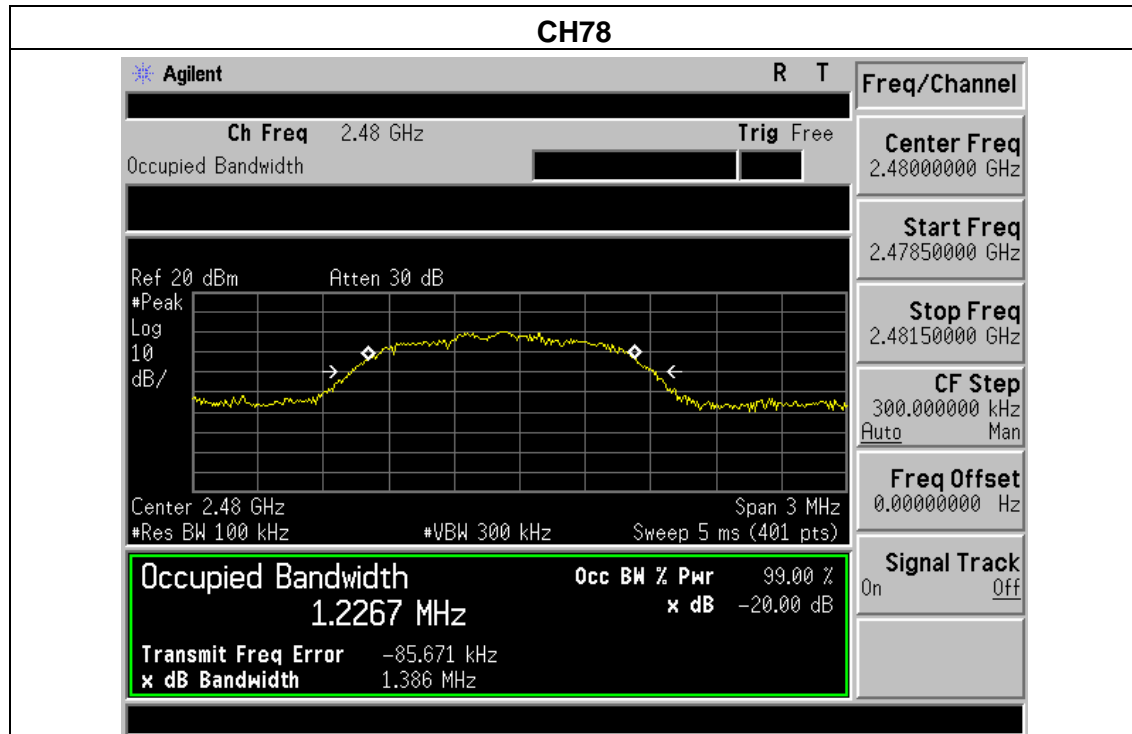 CH78
Agilent R T
Freq/Channel
Ch Freq 2.48 GHz Trig Free
Occupied Bandwidth
Center Freq
2.48000000 GHz
Start Freq
2.47850000 GHz
Stop Freq
2.48150000 GHz
CF Step
300.000000 kHz
Auto Man
Freq Offset
0.00000000 Hz
Signal Track
On Off
Ref 20 dBm Atten 30 dB
#Peak
Log
10
dB/
Center 2.48 GHz Span 3 MHz
#Res BW 100 kHz #VBW 300 kHz Sweep 5 ms (401 pts)
Occupied Bandwidth
1.2267 MHz
Occ BW % Pwr 99.00 %
x dB -20.00 dB
Transmit Freq Error -85.671 kHz
x dB Bandwidth 1.386 MHz